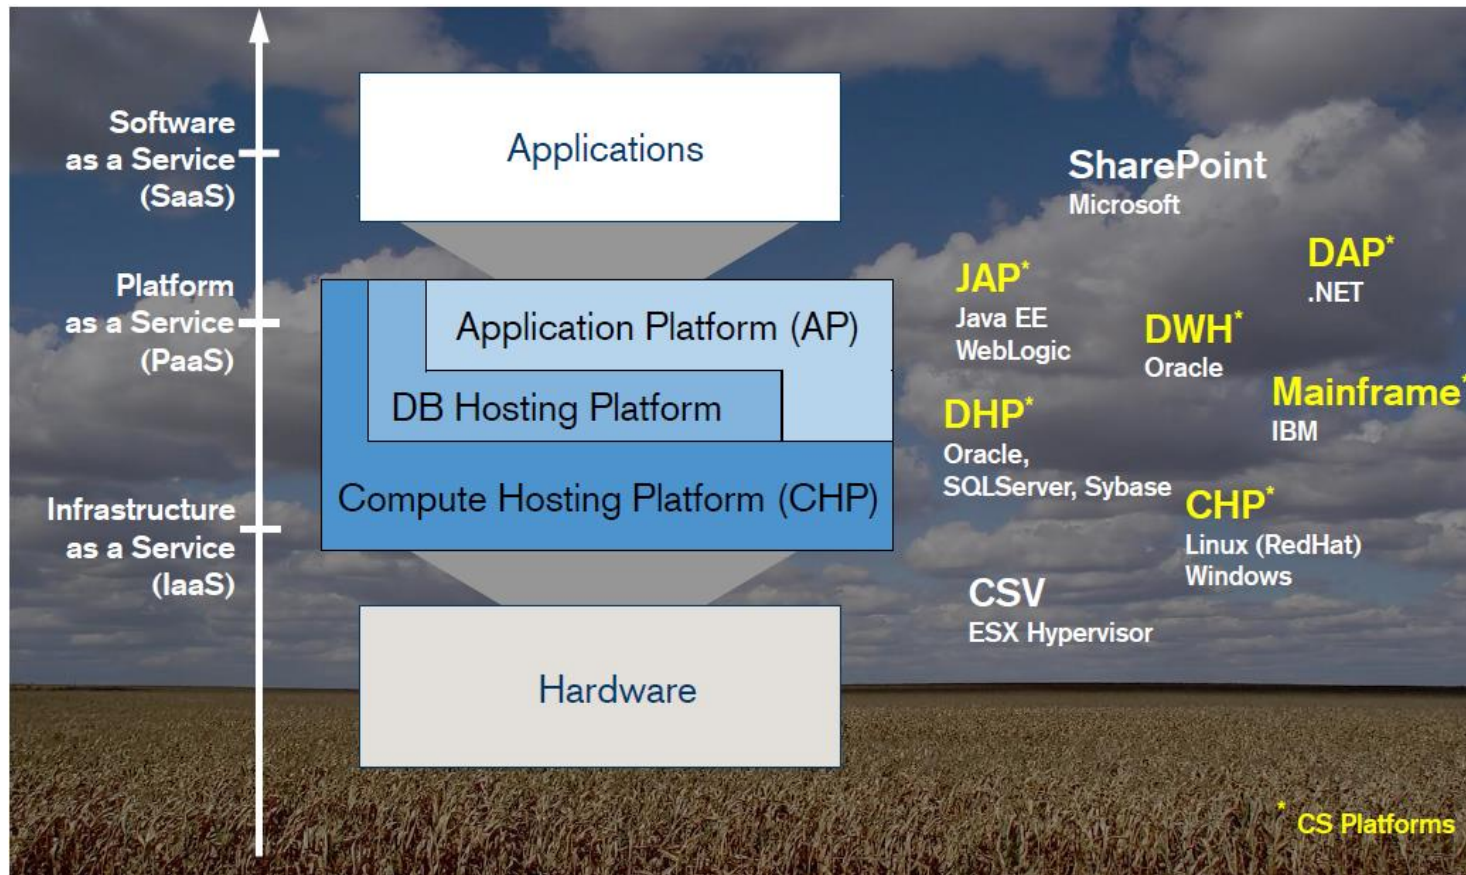 Software
as a Service
(SaaS)
Platform
as a Service
(PaaS)
Infrastructure
as a Service
(IaaS)
Applications
Application Platform (AP)
DB Hosting Platform
Compute Hosting Platform (CHP)
Hardware
SharePoint
Microsoft
DAP*
.NET
JAP*
Java EE
WebLogic
DWH*
Oracle
Mainframe*
IBM
DHP*
Oracle,
SQLServer, Sybase
CHP*
Linux (RedHat)
Windows
CSV
ESX Hypervisor
* CS Platforms